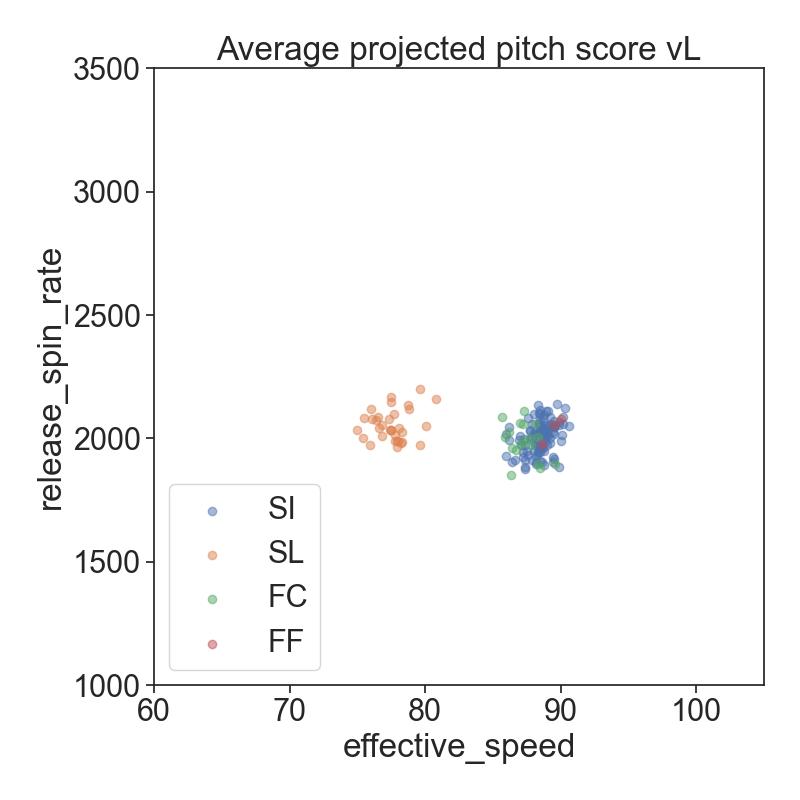 Average projected pitch score vL
3500
3000
2500
2000
1500
1000
release_spin_rate
SI
SL
FC
FF
60 70 80 90 100
effective_speed